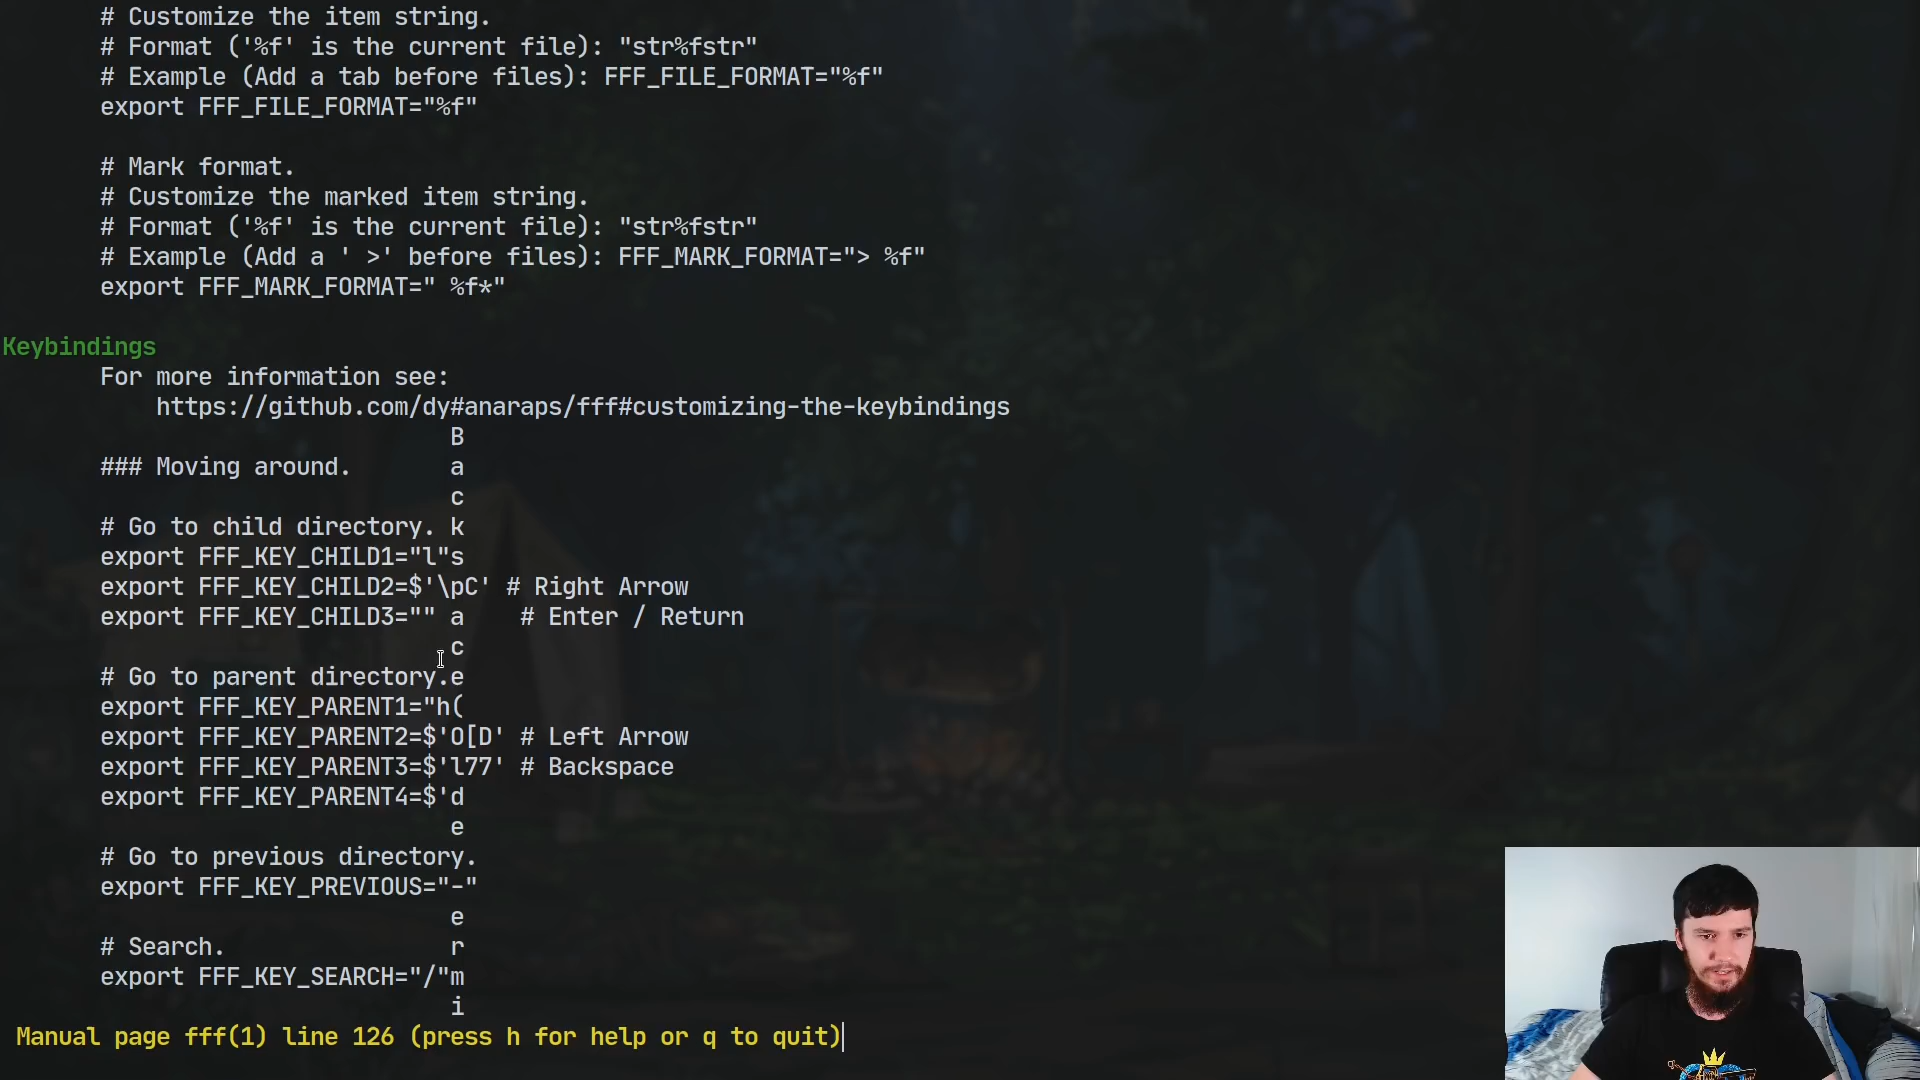 # Customize the item string.
# Format ('%f' is the current file): "str%fstr"
# Example (Add a tab before files): FFF_FILE_FORMAT="%f"
export FFF_FILE_FORMAT="%f"
# Mark format.
# Customize the marked item string.
# Format ('%f' is the current file): "str%fstr"
# Example (Add a ' >' before files): FFF_MARK_FORMAT="> %f"
export FFF_MARK_FORMAT=" %f*"
Keybindings
For more information see:
https://github.com/dy#anaraps/fff#customizing-the-keybindings
B
### Moving around. a
c
# Go to child directory. k
export FFF_KEY_CHILD1="l"s
export FFF_KEY_CHILD2=$'\pC' # Right Arrow
export FFF_KEY_CHILD3="" a # Enter / Return
c
# Go to parent directory.e
export FFF_KEY_PARENT1="h(
export FFF_KEY_PARENT2=$'O[D' # Left Arrow
export FFF_KEY_PARENT3=$'l77' # Backspace
export FFF_KEY_PARENT4=$'d
e
# Go to previous directory.
export FFF_KEY_PREVIOUS="-"
e
# Search. r
export FFF_KEY_SEARCH="/"m
i
Manual page fff(1) line 126 (press h for help or q to quit)